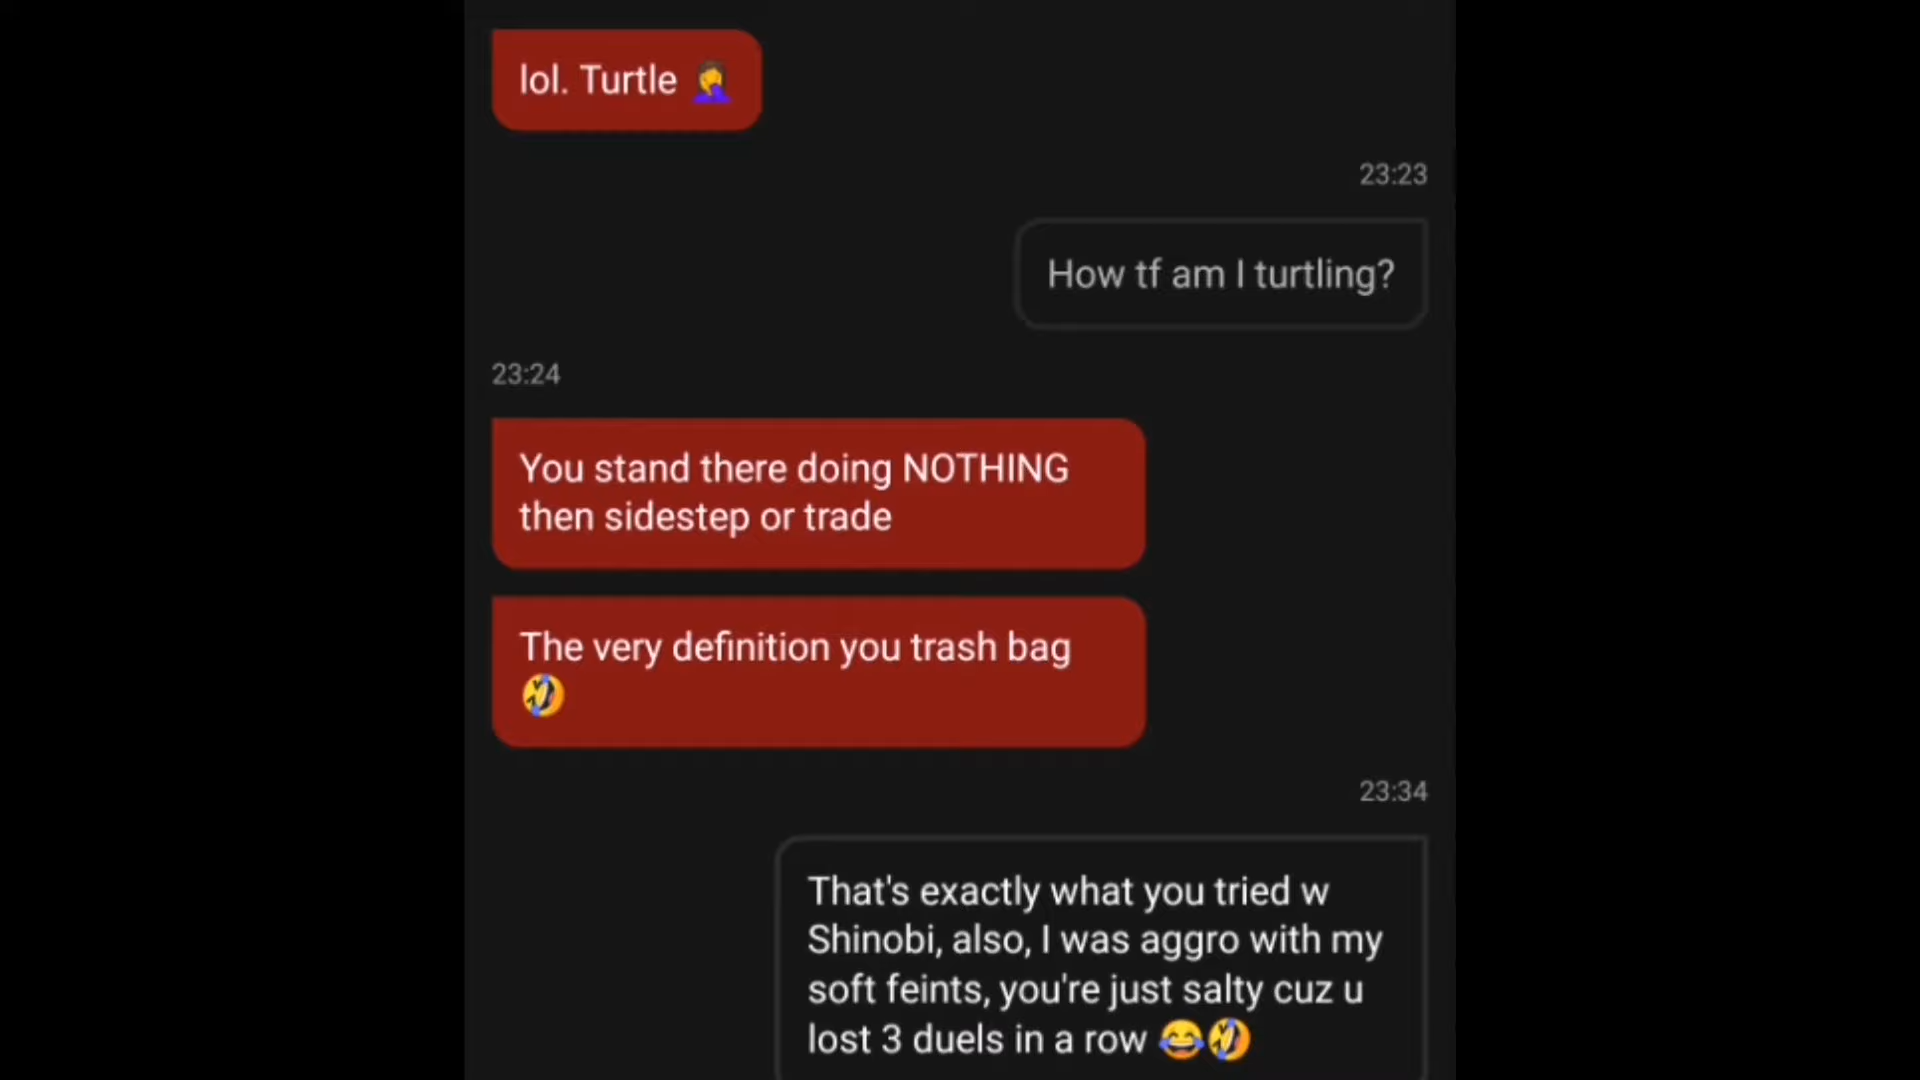 lol. Turtle 🤦‍♀️
23:23
How tf am I turtling?
23:24
You stand there doing NOTHING
then sidestep or trade
The very definition you trash bag
🤣
23:34
That's exactly what you tried w
Shinobi, also, I was aggro with my
soft feints, you're just salty cuz u
lost 3 duels in a row 😂🤣